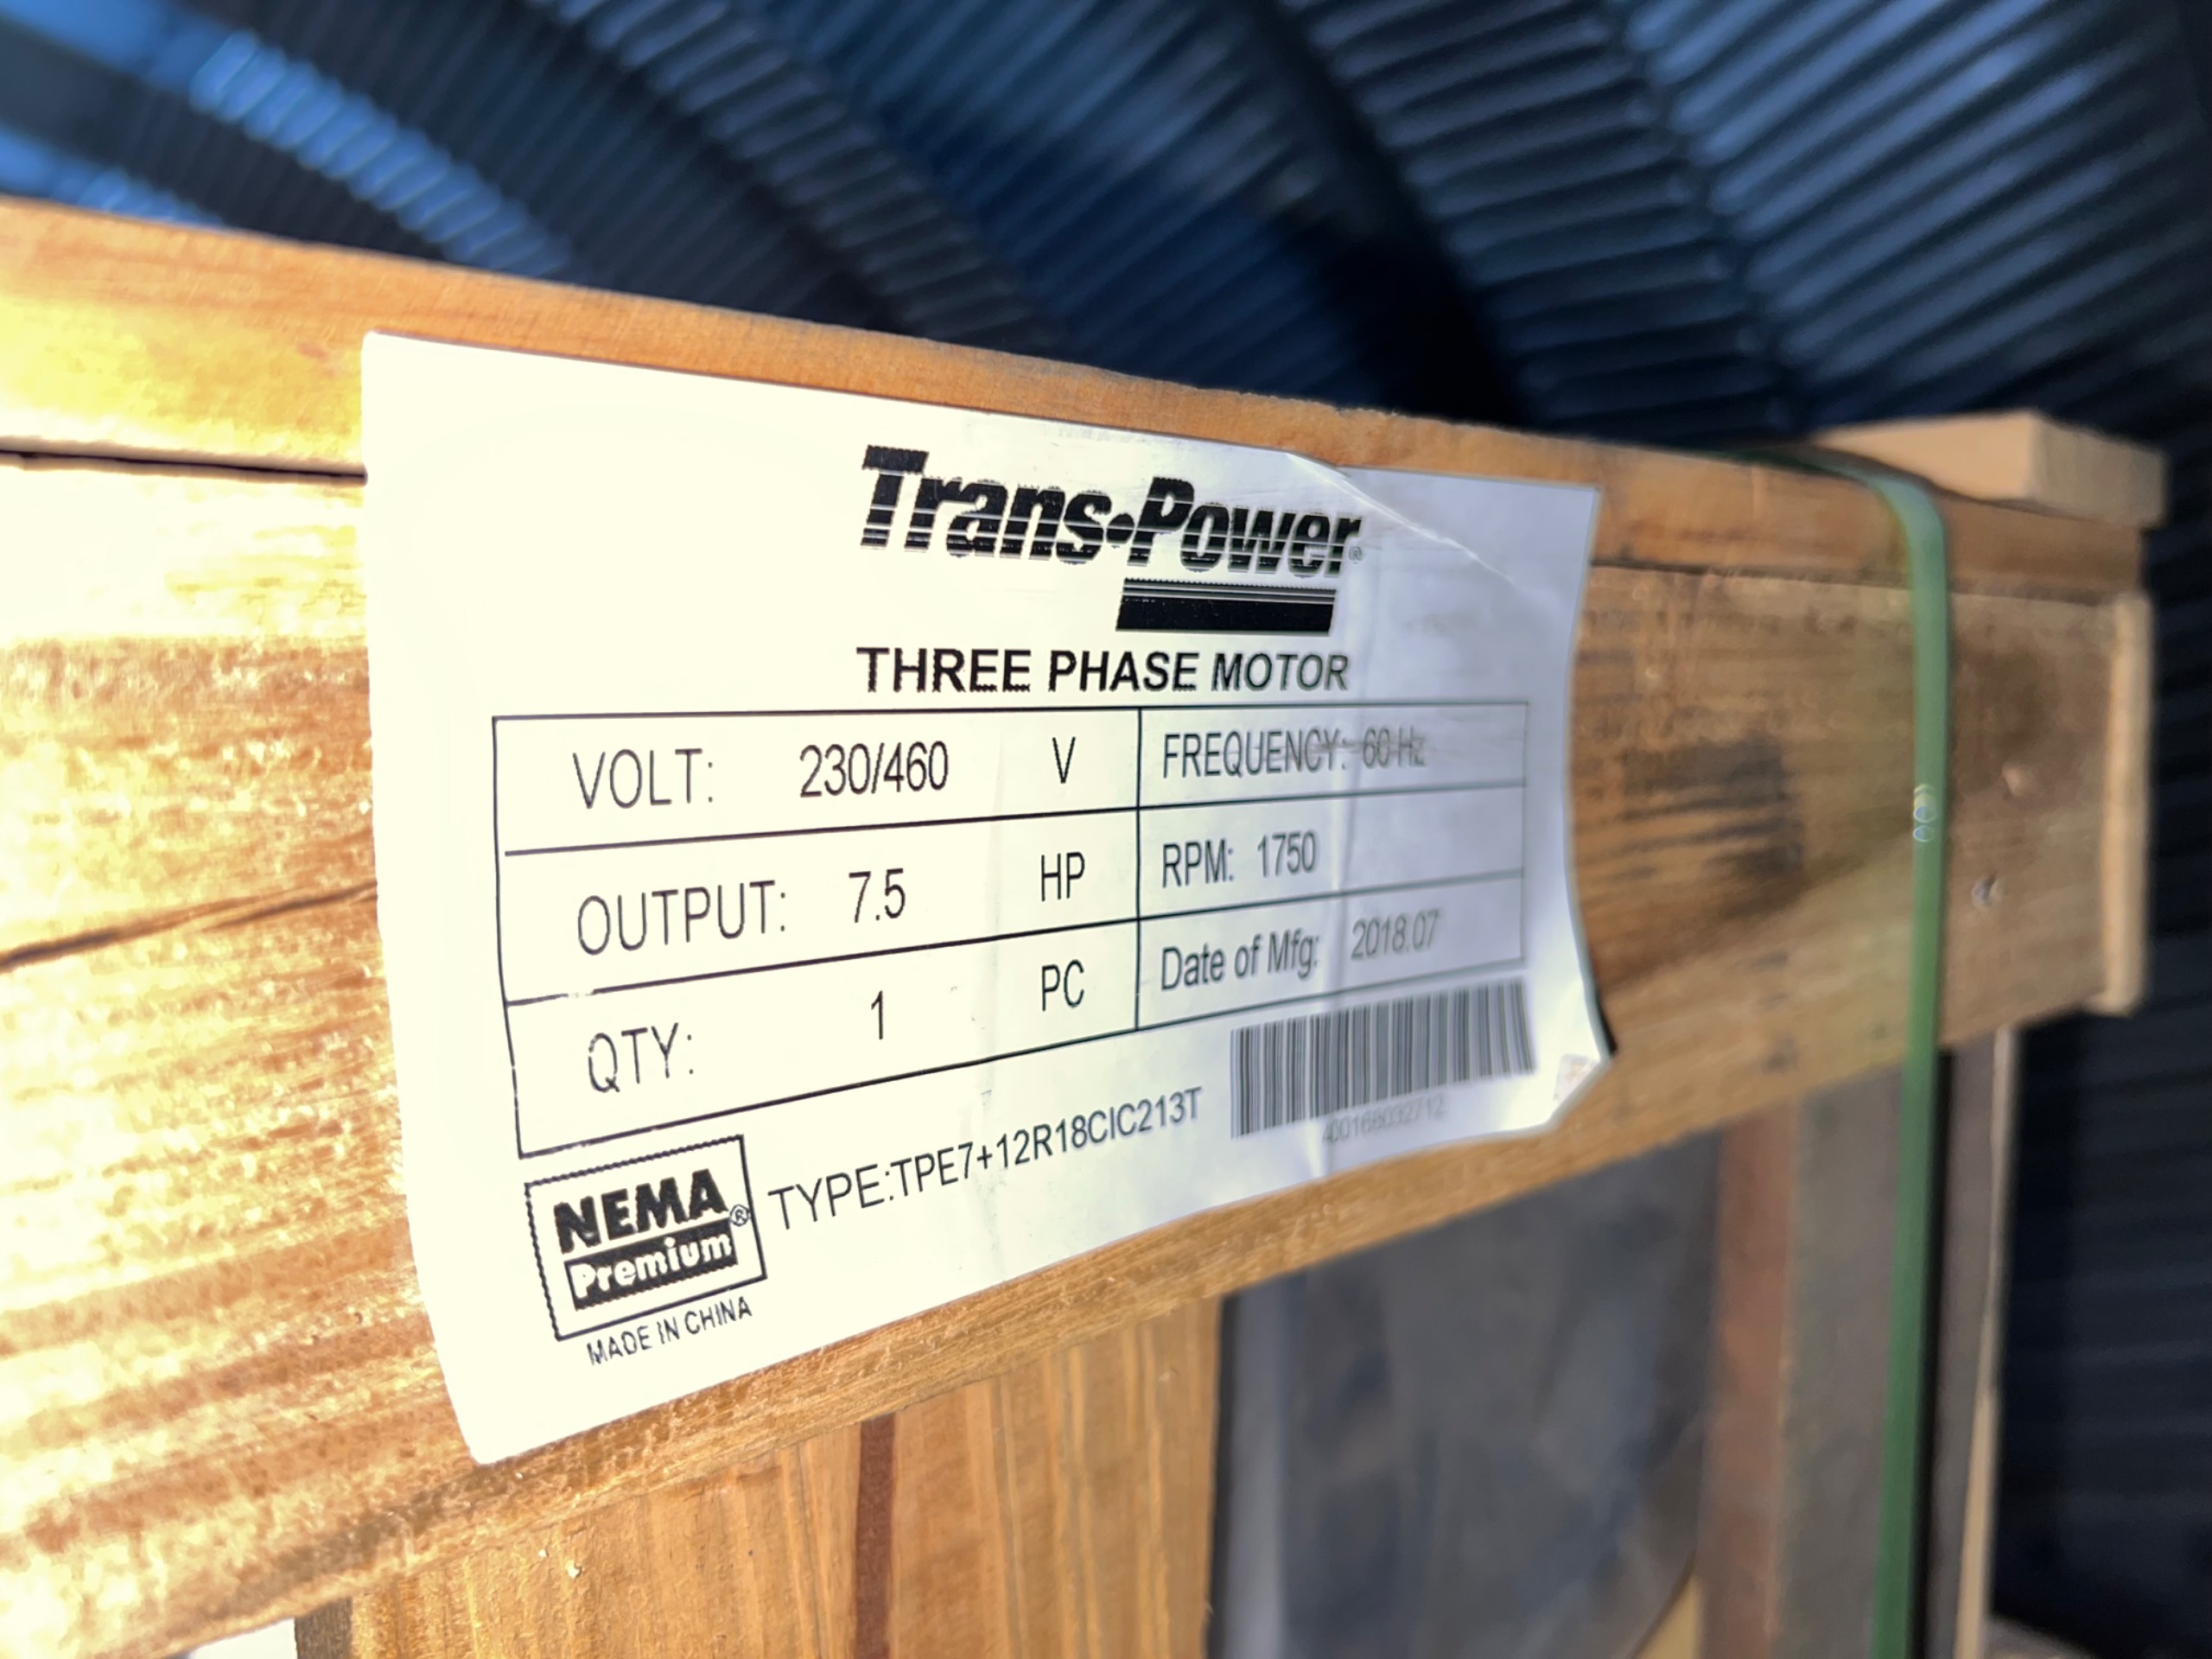 Trans•Power®
THREE PHASE MOTOR
VOLT: 230/460 V FREQUENCY: 60 Hz
OUTPUT: 7.5 HP RPM: 1750
QTY: 1 PC Date of Mfg: 2018.07
NEMA®
Premium
TYPE:TPE7+12R18CIC213T
MADE IN CHINA